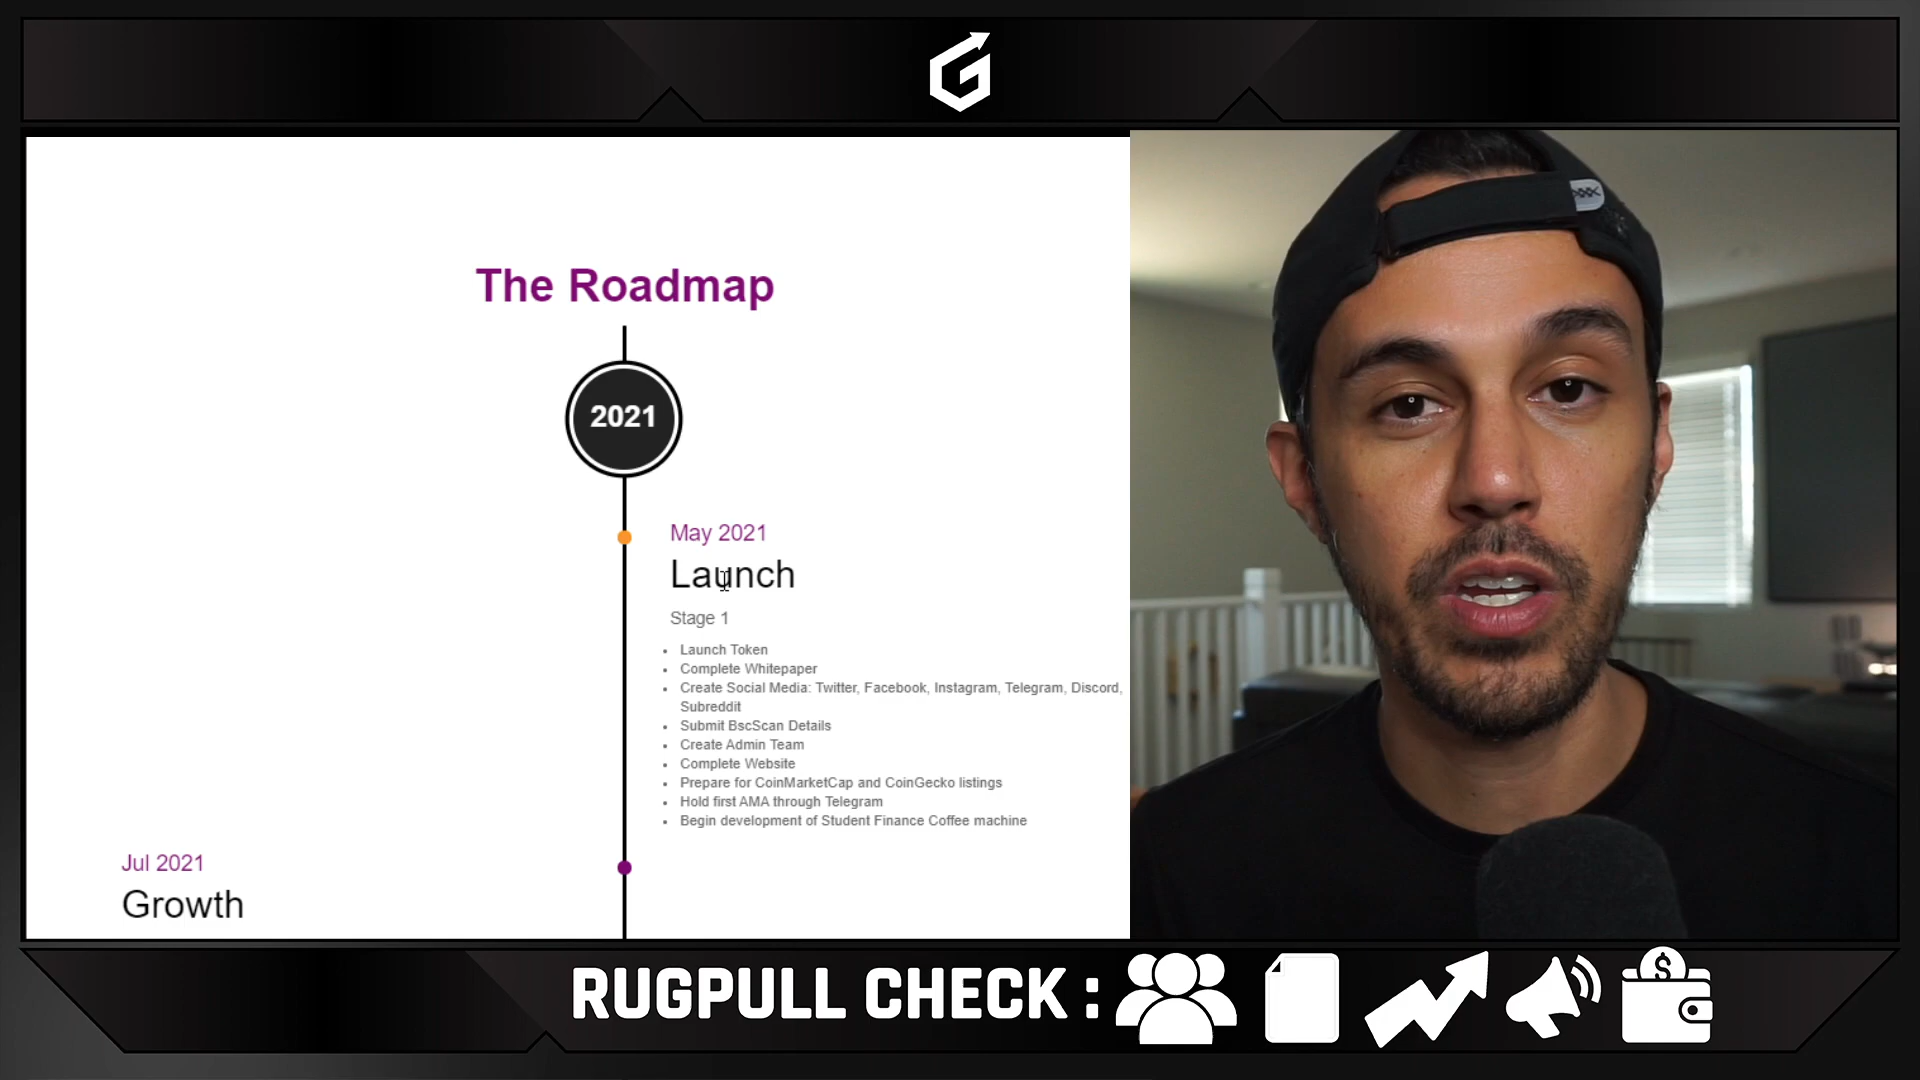 The Roadmap
2021
May 2021
Launch
Stage 1
• Launch Token
• Complete Whitepaper
• Create Social Media: Twitter, Facebook, Instagram, Telegram, Discord,
Subreddit
• Submit BscScan Details
• Create Admin Team
• Complete Website
• Prepare for CoinMarketCap and CoinGecko listings
• Hold first AMA through Telegram
• Begin development of Student Finance Coffee machine
Jul 2021
Growth
RUGPULL CHECK :